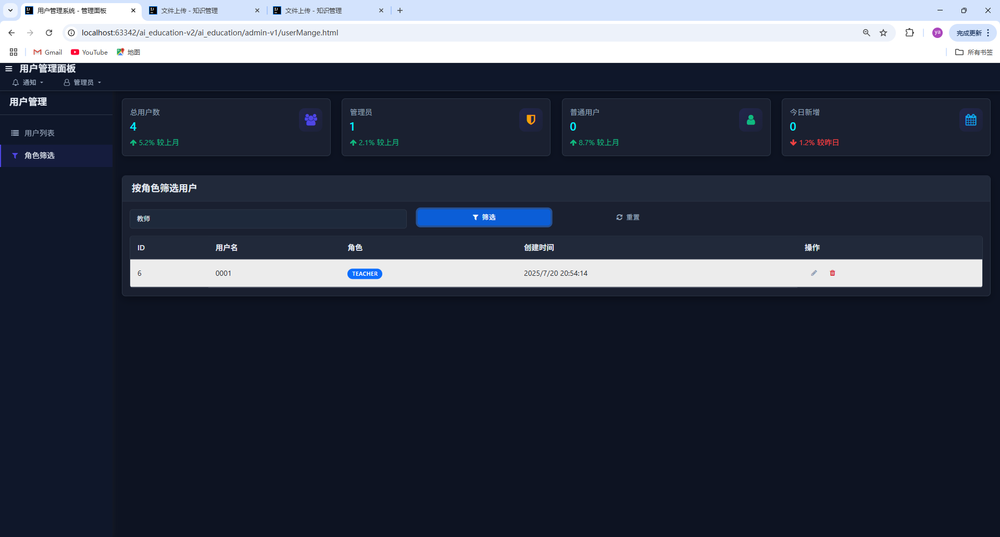 用户管理系统 - 管理面板
文件上传 - 知识管理
文件上传 - 知识管理
localhost:63342/ai_education-v2/ai_education/admin-v1/userMange.html
ya
完成更新
Gmail
YouTube
地图
所有书签
用户管理面板
通知
管理员
用户管理
用户列表
角色筛选
总用户数
4
5.2% 较上月
管理员
1
2.1% 较上月
普通用户
0
8.7% 较上月
今日新增
0
1.2% 较昨日
按角色筛选用户
教师
筛选
重置
ID 用户名 角色 创建时间 操作
6 0001 TEACHER 2025/7/20 20:54:14